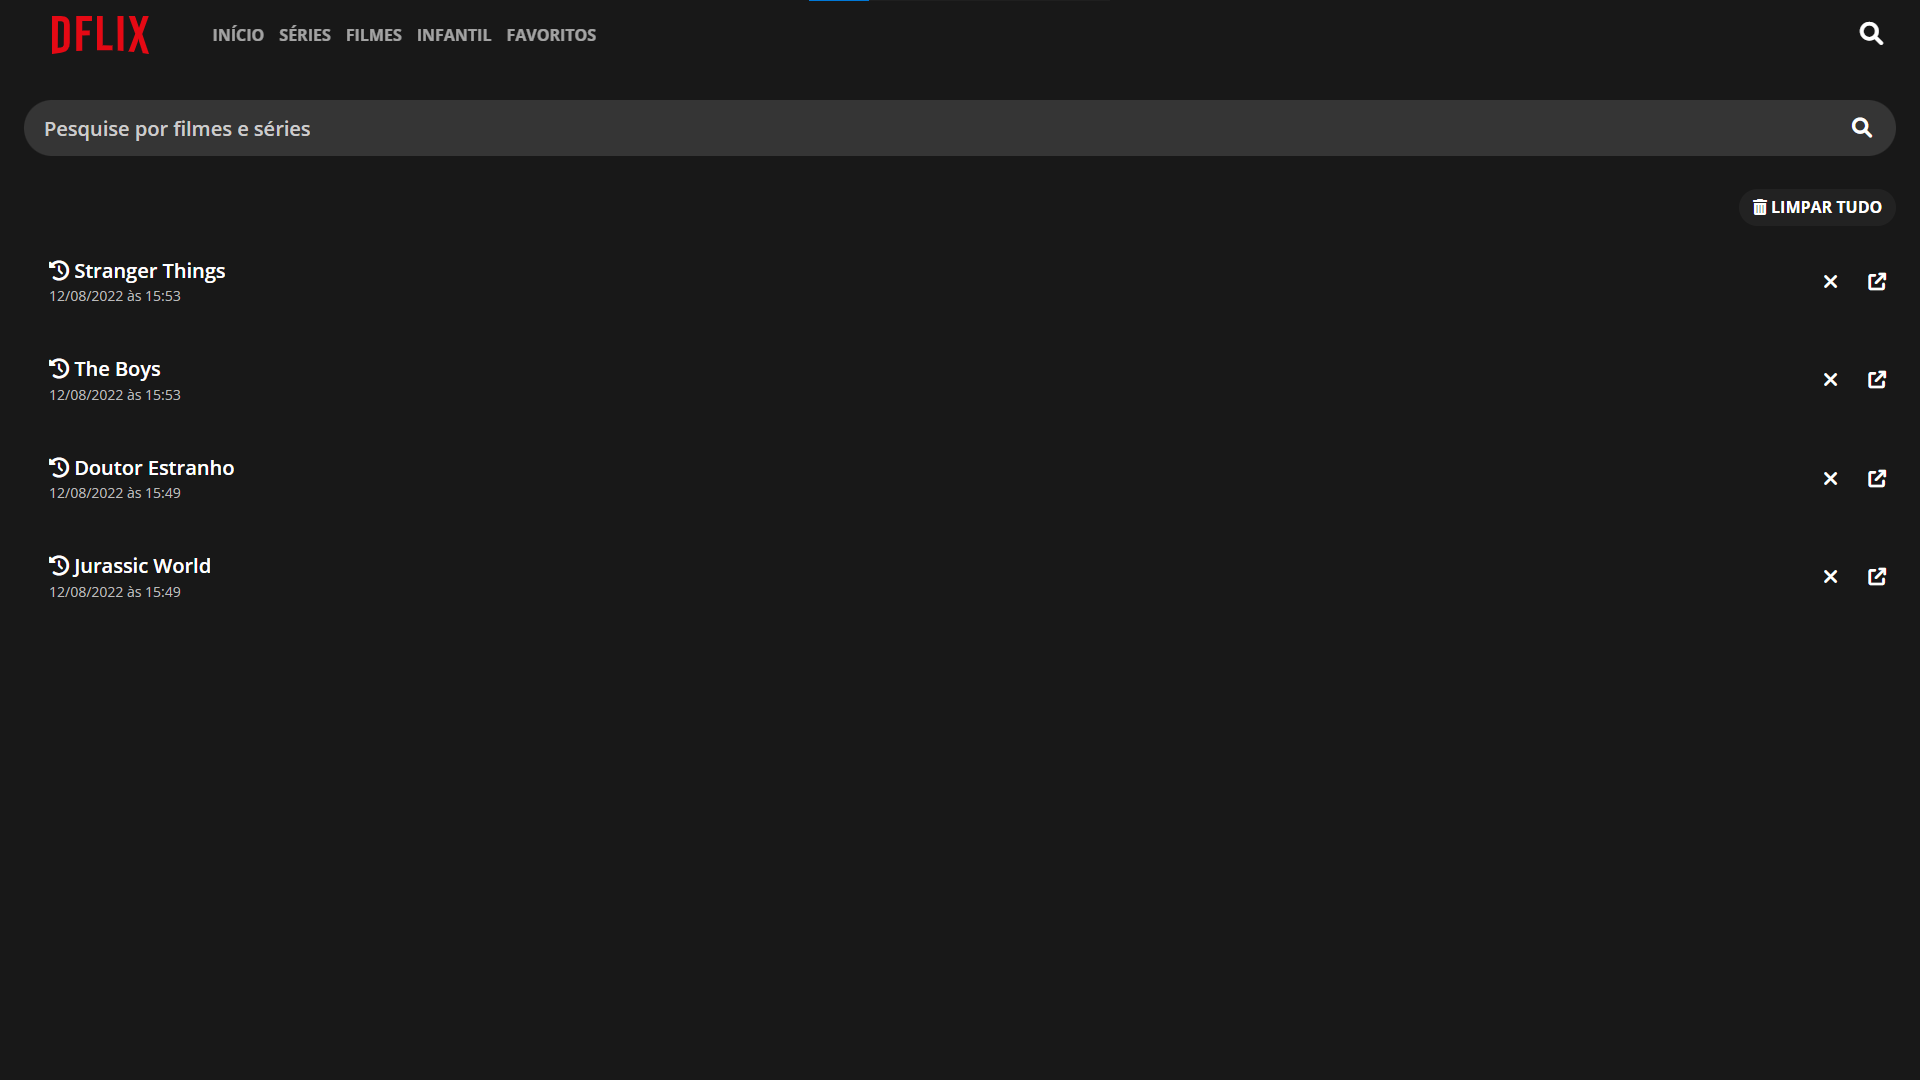 DFLIX
INÍCIO SÉRIES FILMES INFANTIL FAVORITOS
Pesquise por filmes e séries
LIMPAR TUDO
Stranger Things
12/08/2022 às 15:53
The Boys
12/08/2022 às 15:53
Doutor Estranho
12/08/2022 às 15:49
Jurassic World
12/08/2022 às 15:49